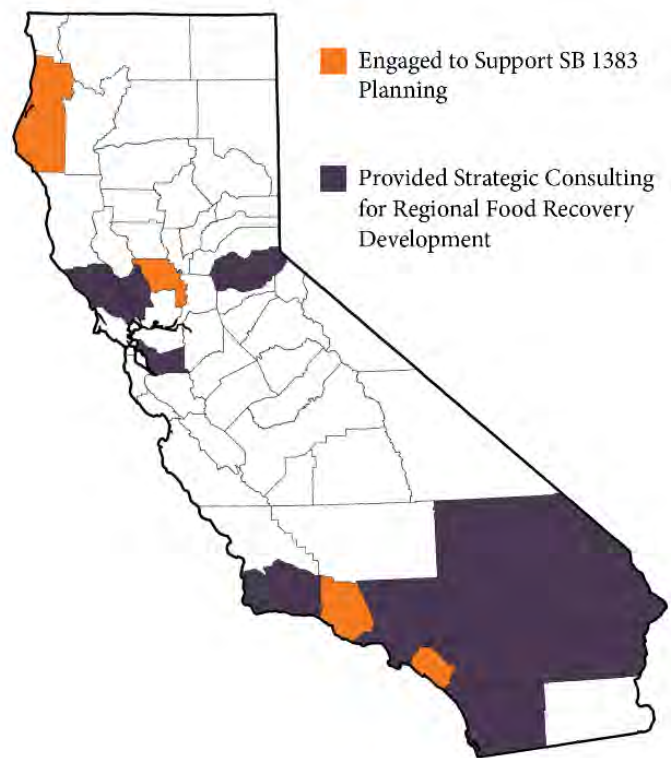 Engaged to Support SB 1383
Planning
Provided Strategic Consulting
for Regional Food Recovery
Development